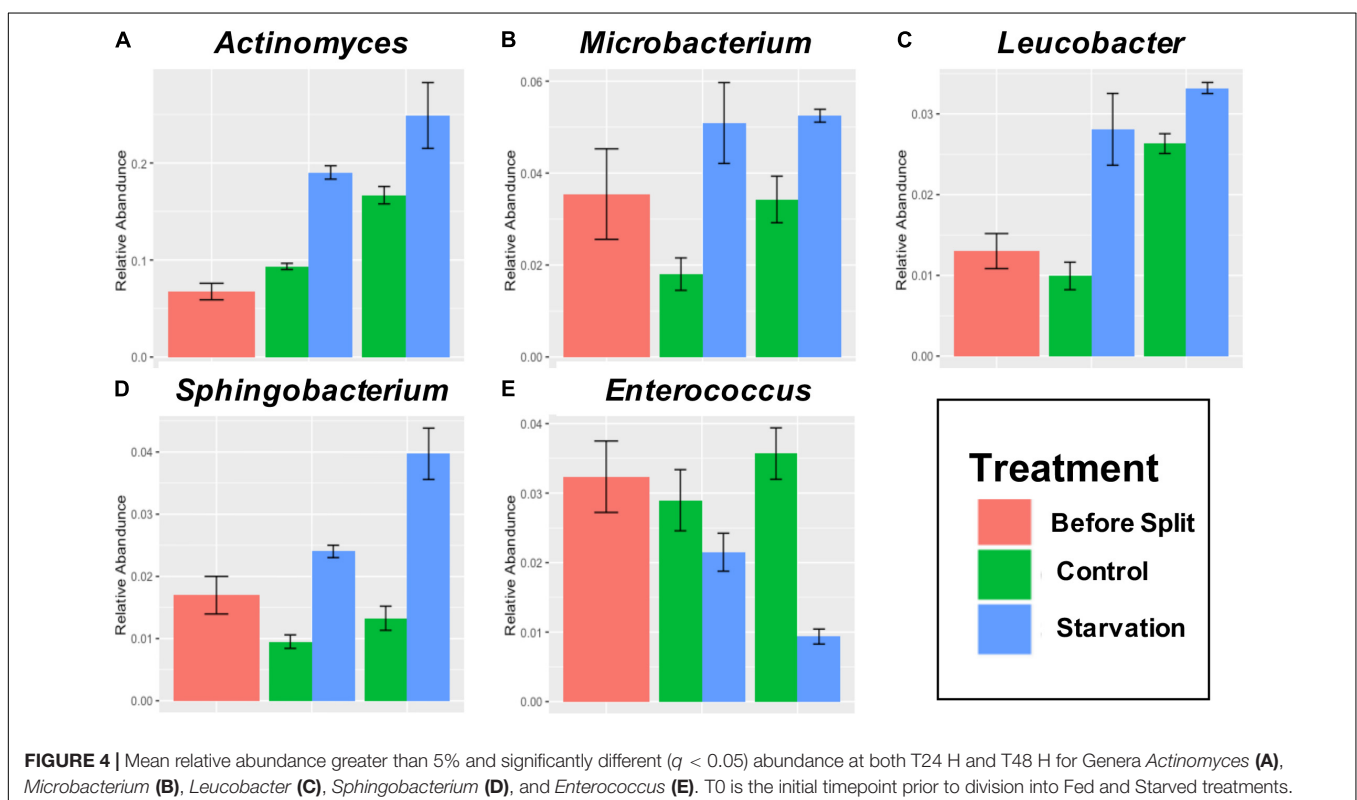 A Actinomyces
Relative Abundance
0.2
0.1
0.0
B Microbacterium
Relative Abundance
0.06
0.04
0.02
0.00
C Leucobacter
Relative Abundance
0.03
0.02
0.01
0.00
D Sphingobacterium
Relative Abundance
0.04
0.03
0.02
0.01
0.00
E Enterococcus
Relative Abundance
0.04
0.03
0.02
0.01
0.00
Treatment
Before Split
Control
Starvation
FIGURE 4 | Mean relative abundance greater than 5% and significantly different (q < 0.05) abundance at both T24 H and T48 H for Genera Actinomyces (A),
Microbacterium (B), Leucobacter (C), Sphingobacterium (D), and Enterococcus (E). T0 is the initial timepoint prior to division into Fed and Starved treatments.